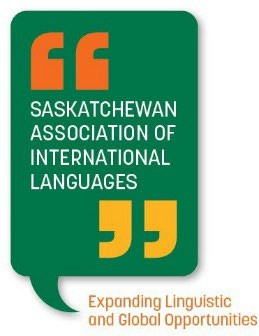 SASKATCHEWAN
ASSOCIATION OF
INTERNATIONAL
LANGUAGES
Expanding Linguistic
and Global Opportunities